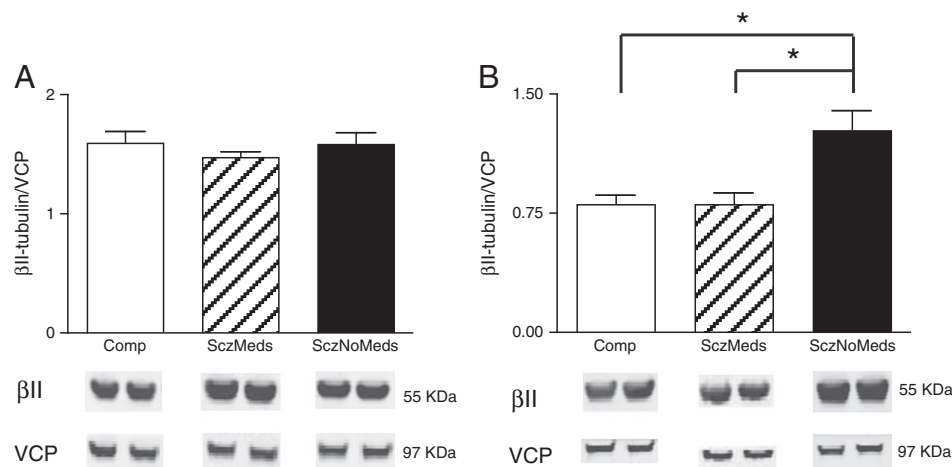 A
βII-tubulin/VCP
2
1
0
Comp SczMeds SczNoMeds
βII 55 KDa
VCP 97 KDa
B
* 
*
βII-tubulin/VCP
1.50
0.75
0.00
Comp SczMeds SczNoMeds
βII 55 KDa
VCP 97 KDa